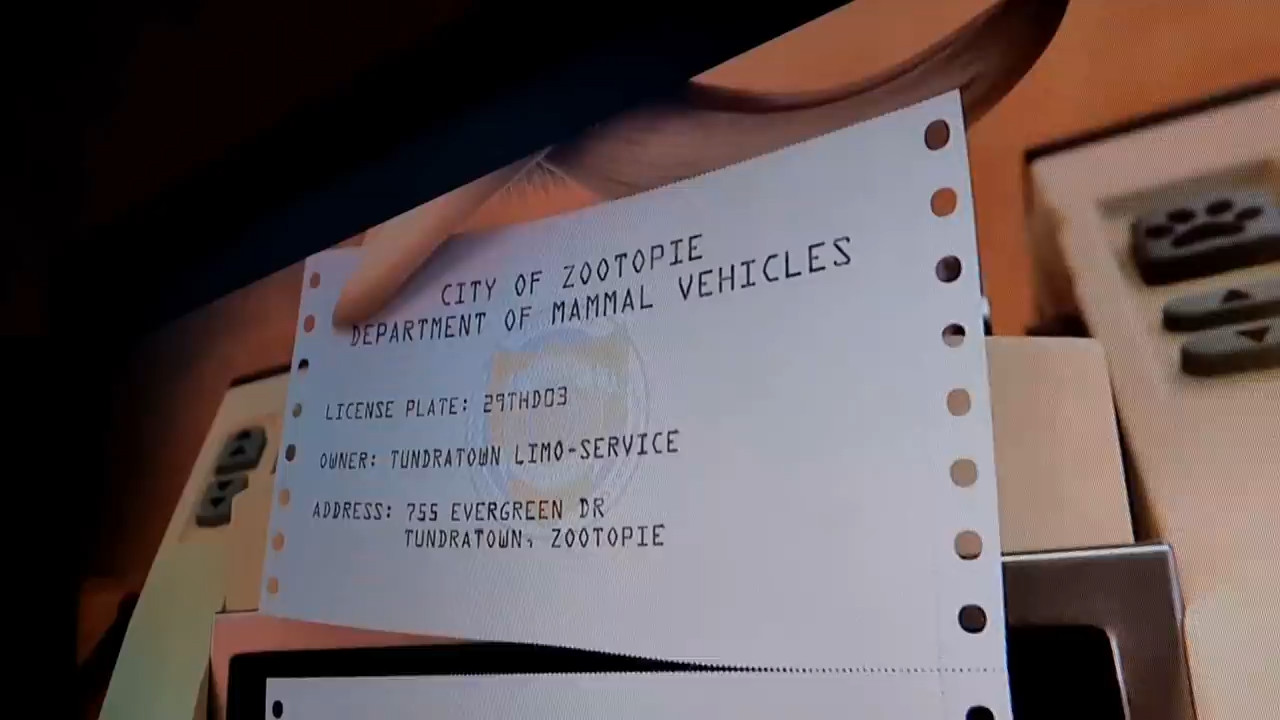 CITY OF ZOOTOPIE
DEPARTMENT OF MAMMAL VEHICLES
LICENSE PLATE: 29THD03
OWNER: TUNDRATOWN LIMO-SERVICE
ADDRESS: 755 EVERGREEN DR
TUNDRATOWN, ZOOTOPIE